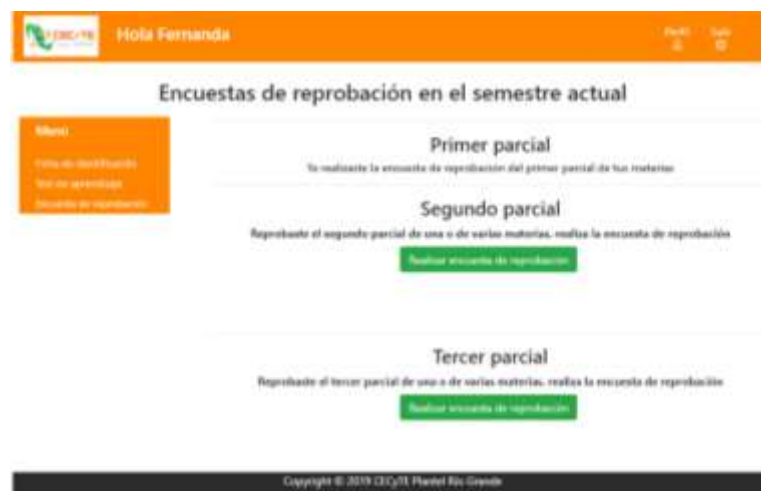 CECyTE
Hola Fernanda
Perfil
Salir
Encuestas de reprobación en el semestre actual
Menú
Ficha de identificación
Test de aprendizaje
Encuesta de reprobación
Primer parcial
Ya realizaste la encuesta de reprobación del primer parcial de tus materias
Segundo parcial
Reprobaste el segundo parcial de una o de varias materias, realiza la encuesta de reprobación
Realizar encuesta de reprobación
Tercer parcial
Reprobaste el tercer parcial de una o de varias materias, realiza la encuesta de reprobación
Realizar encuesta de reprobación
Copyright © 2019 CECyTE Plantel Río Grande